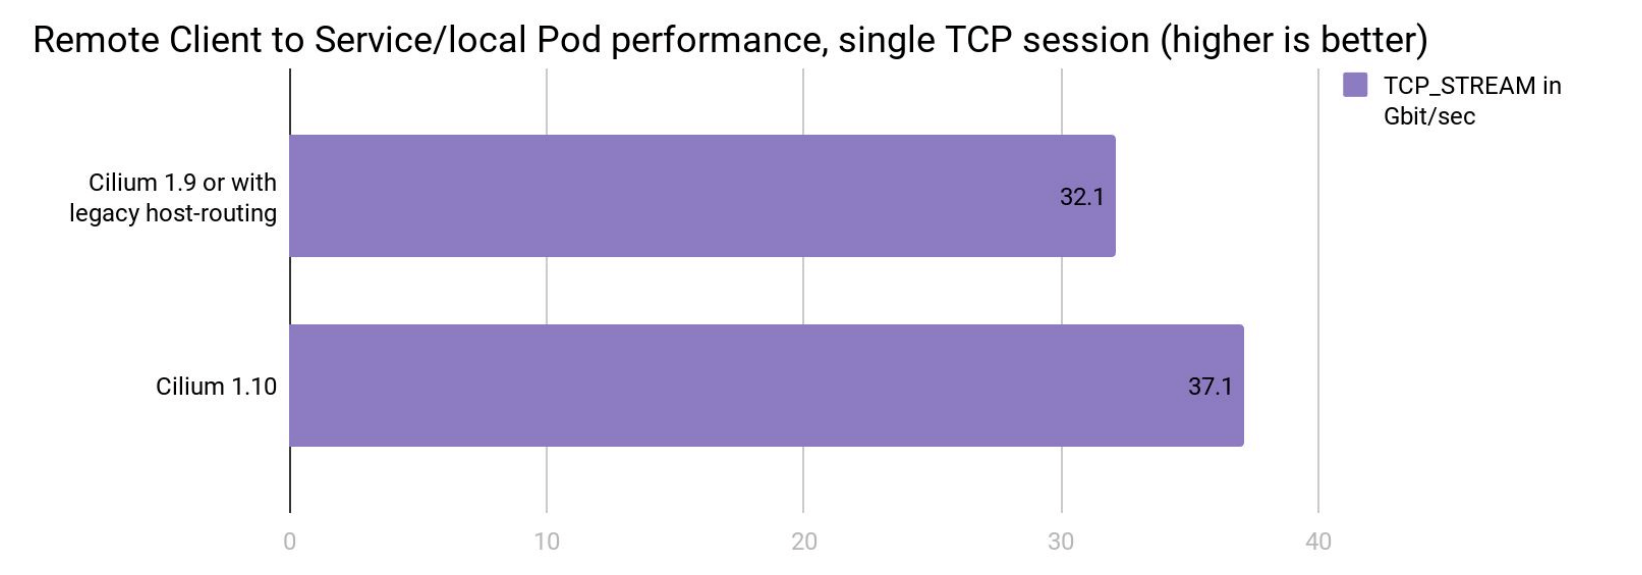 Remote Client to Service/local Pod performance, single TCP session (higher is better)
TCP_STREAM in
Gbit/sec
Cilium 1.9 or with
legacy host-routing
32.1
Cilium 1.10
37.1
0 10 20 30 40